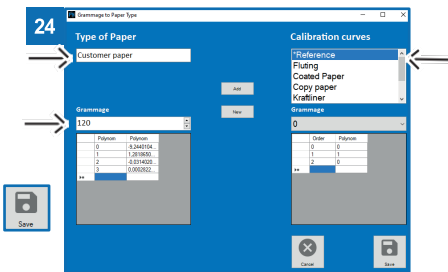 24
Grammage to Paper Type
Type of Paper
Customer paper
Calibration curves
*Reference
Fluting
Coated Paper
Copy paper
Kraftliner
Add
New
Grammage
120
Grammage
0
Polynom Polynom
0 -9,2440104...
1 1,2018650...
2 -0,0314020...
3 0,0002822...
Order Polynom
0 0
1 1
2 0
Save
Cancel
Save